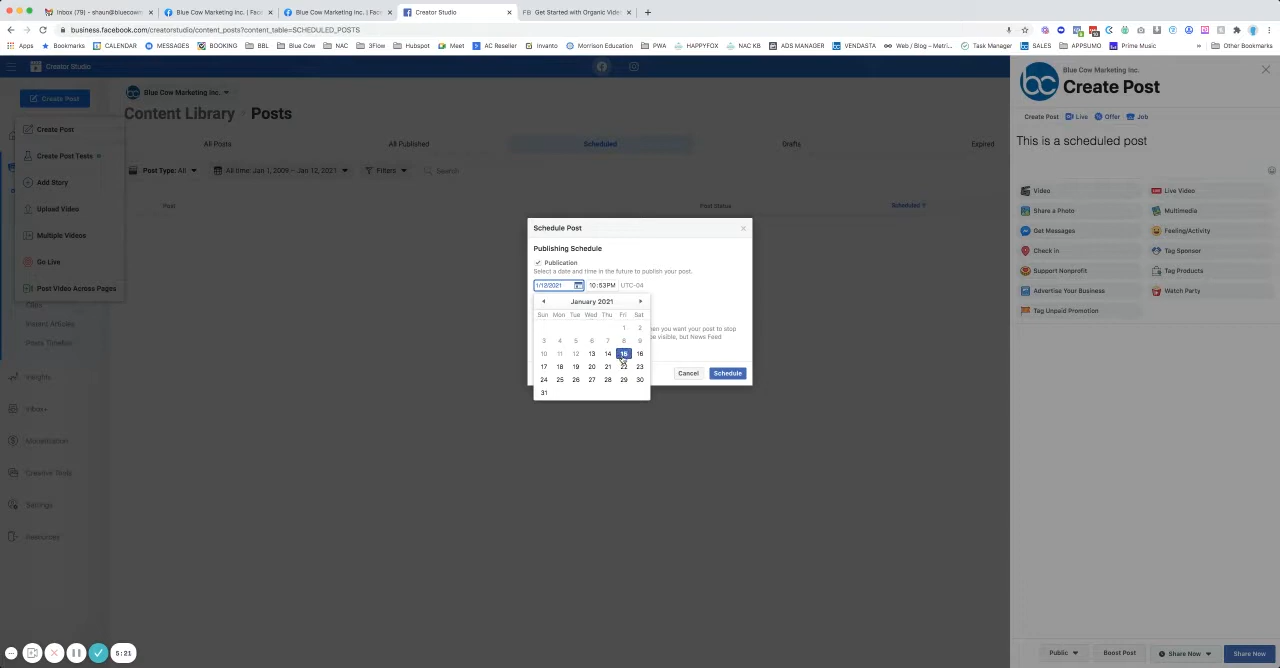 Inbox (79) - shaun@bluecowm
Blue Cow Marketing Inc. | Face
Blue Cow Marketing Inc. | Face
Creator Studio
FB Get Started with Organic Vide
business.facebook.com/creatorstudio?content_table=SCHEDULED_POSTS
Apps Bookmarks CALENDAR MESSAGES BOOKING BBL Blue Cow NAC 3Flow Hubspot Meet AC Reseller Invanto Morrison Education PWA HAPPYFOX NAC KB ADS MANAGER VENDASTA Web / Blog – Metri... Task Manager SALES APPSUMO Prime Music » Other Bookmarks
Creator Studio
Create Post
Blue Cow Marketing Inc.
Content Library › Posts
Create Post
Create Post Tests
Add Story
Upload Video
Multiple Videos
Go Live
Post Video Across Pages
Clips
Instant Articles
Posts Timeline
Insights
Inbox+
Monetization
Creative Tools
Settings
Resources
All Posts
All Published
Scheduled
Drafts
Expired
Post Type: All
All time: Jan 1, 2009 – Jan 12, 2021
Filters
Search
Post
Post Status
Scheduled
Schedule Post
Publishing Schedule
Publication
Select a date and time in the future to publish your post.
1/12/2021 10:53PM UTC-04
January 2021
Sun Mon Tue Wed Thu Fri Sat
1 2
3 4 5 6 7 8 9
10 11 12 13 14 15 16
17 18 19 20 21 22 23
24 25 26 27 28 29 30
31
en you want your post to stop
be visible, but News Feed
Cancel
Schedule
Blue Cow Marketing Inc.
Create Post
Create Post Live Offer Job
This is a scheduled post
Video
Live Video
Share a Photo
Multimedia
Get Messages
Feeling/Activity
Check in
Tag Sponsor
Support Nonprofit
Tag Products
Advertise Your Business
Watch Party
Tag Unpaid Promotion
Public
Boost Post
Share Now
Share Now
5:21